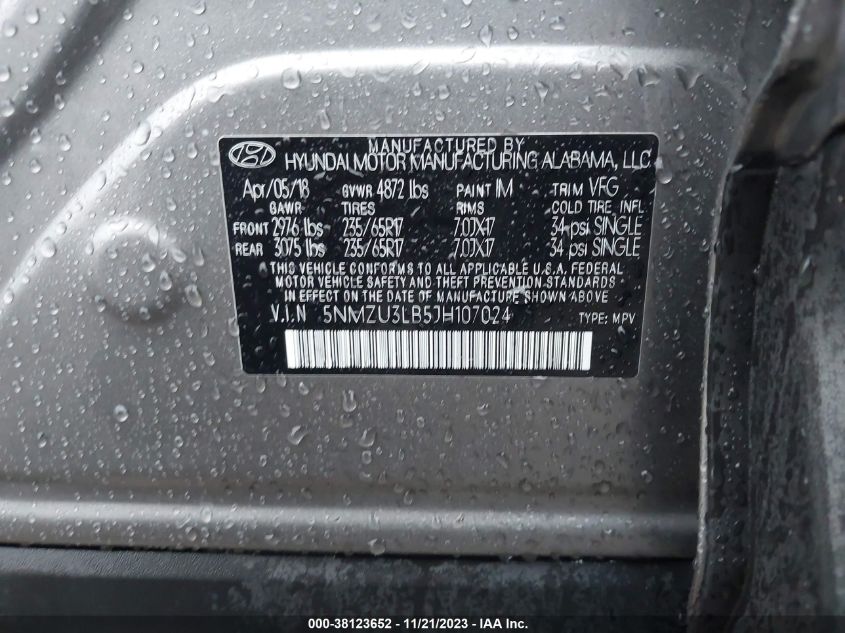 MANUFACTURED BY
HYUNDAI MOTOR MANUFACTURING ALABAMA, LLC
Apr/05/18 GVWR 4872 lbs PAINT IM TRIM VFG
GAWR TIRES RIMS COLD TIRE INFL
FRONT 2976 lbs 235/65R17 7.0JX17 34 psi SINGLE
REAR 3075 lbs 235/65R17 7.0JX17 34 psi SINGLE
THIS VEHICLE CONFORMS TO ALL APPLICABLE U.S.A. FEDERAL
MOTOR VEHICLE SAFETY AND THEFT PREVENTION STANDARDS
IN EFFECT ON THE DATE OF MANUFACTURE SHOWN ABOVE
V.I.N 5NMZU3LB5JH107024 TYPE: MPV
000-38123652 - 11/21/2023 - IAA Inc.